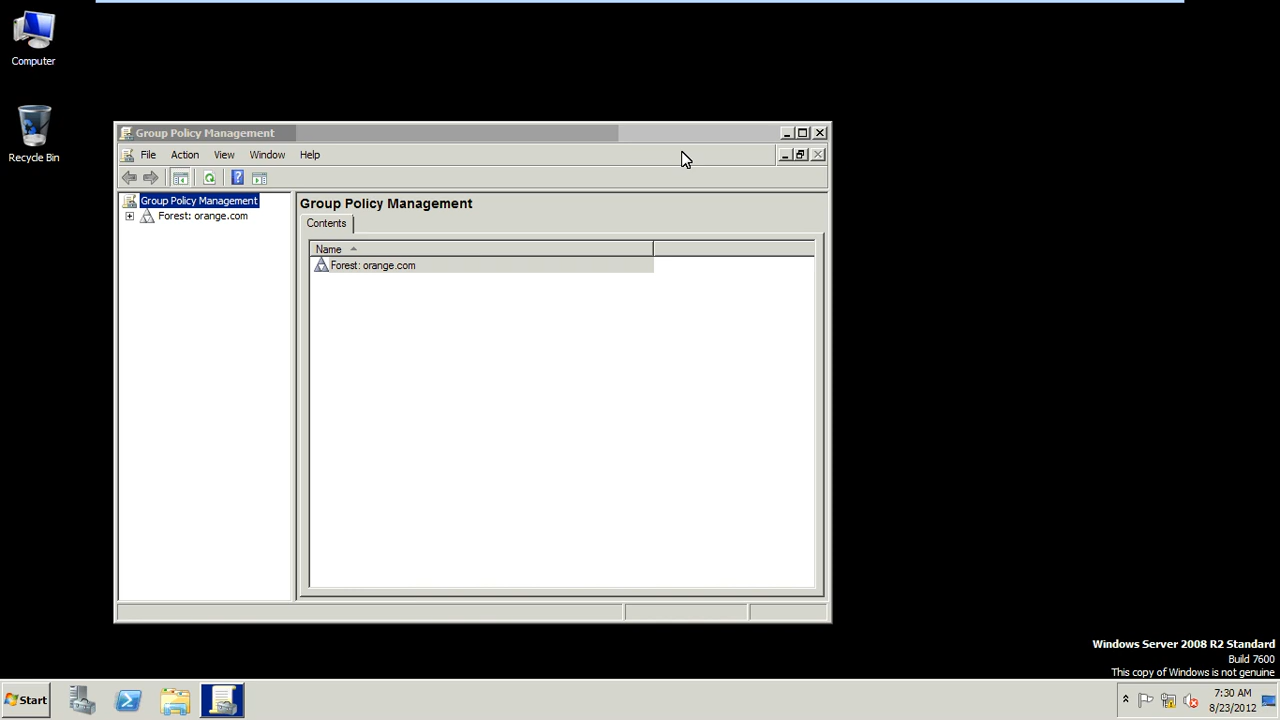 Computer
Recycle Bin
Group Policy Management
File Action View Window Help
Group Policy Management
Forest: orange.com
Group Policy Management
Contents
Name
Forest: orange.com
Windows Server 2008 R2 Standard
Build 7600
This copy of Windows is not genuine
Start
7:30 AM
8/23/2012